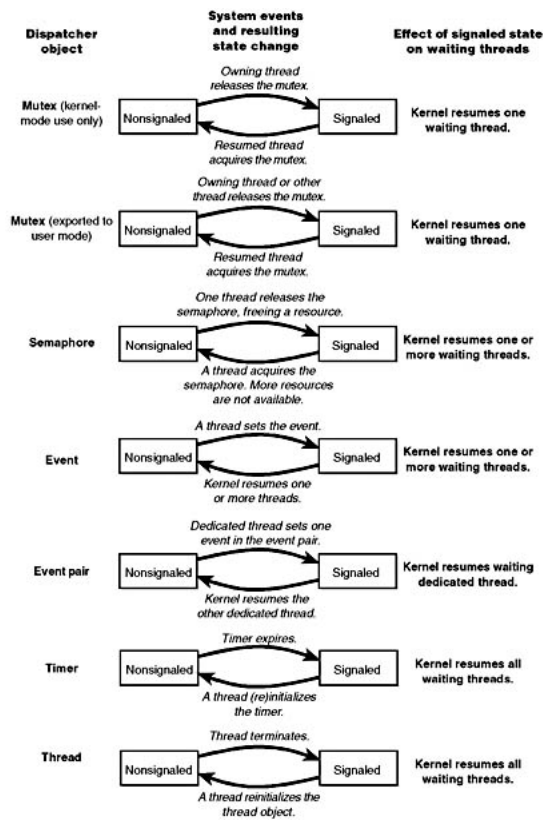 Dispatcher
object
System events
and resulting
state change
Effect of signaled state
on waiting threads
Mutex (kernel-
mode use only)
Owning thread
releases the mutex.
Nonsignaled
Signaled
Resumed thread
acquires the mutex.
Kernel resumes one
waiting thread.
Mutex (exported to
user mode)
Owning thread or other
thread releases the mutex.
Nonsignaled
Signaled
Resumed thread
acquires the mutex.
Kernel resumes one
waiting thread.
Semaphore
One thread releases the
semaphore, freeing a resource.
Nonsignaled
Signaled
A thread acquires the
semaphore. More resources
are not available.
Kernel resumes one or
more waiting threads.
Event
A thread sets the event.
Nonsignaled
Signaled
Kernel resumes one
or more threads.
Kernel resumes one or
more waiting threads.
Event pair
Dedicated thread sets one
event in the event pair.
Nonsignaled
Signaled
Kernel resumes the
other dedicated thread.
Kernel resumes waiting
dedicated thread.
Timer
Timer expires.
Nonsignaled
Signaled
A thread (re)initializes
the timer.
Kernel resumes all
waiting threads.
Thread
Thread terminates.
Nonsignaled
Signaled
A thread reinitializes the
thread object.
Kernel resumes all
waiting threads.